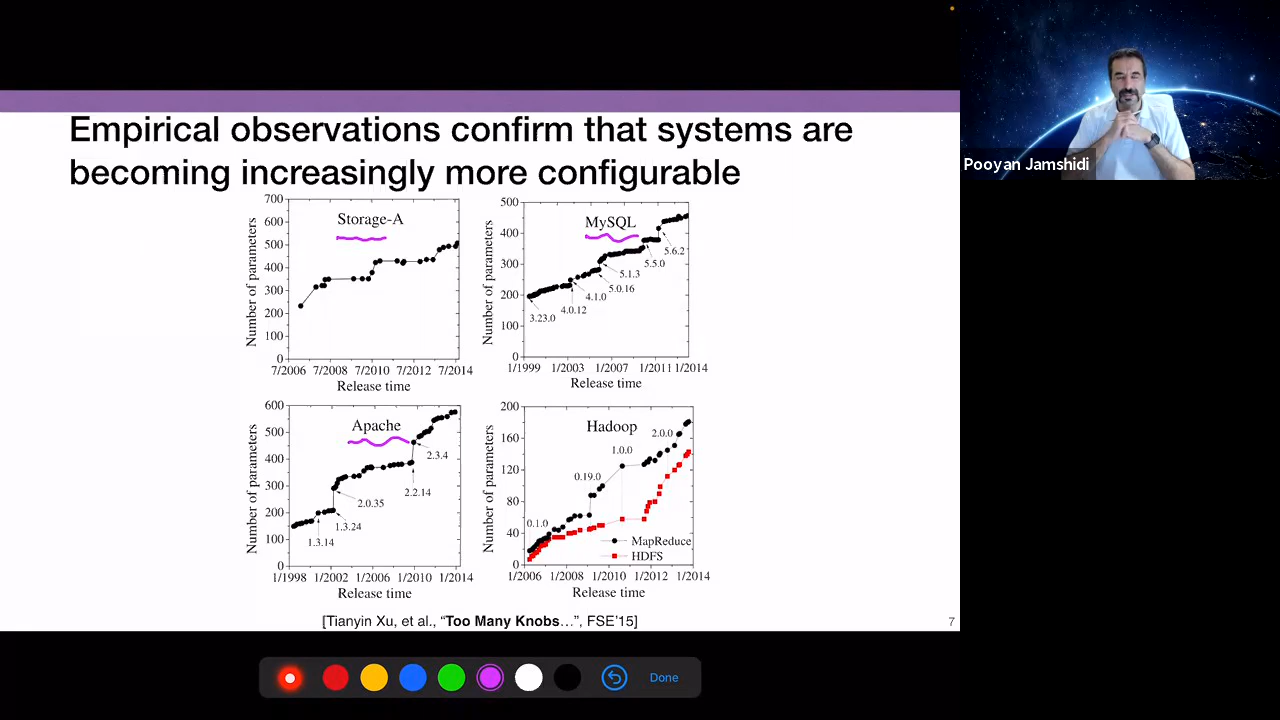 Empirical observations confirm that systems are
becoming increasingly more configurable
Pooyan Jamshidi
700
600
500
400
300
200
100
0
Number of parameters
Storage-A
7/2006 7/2008 7/2010 7/2012 7/2014
Release time
500
400
300
200
100
0
Number of parameters
MySQL
5.6.2
5.5.0
5.1.3
5.0.16
4.1.0
4.0.12
3.23.0
1/1999 1/2003 1/2007 1/2011 1/2014
Release time
600
500
400
300
200
100
0
Number of parameters
Apache
2.3.4
2.2.14
2.0.35
1.3.24
1.3.14
1/1998 1/2002 1/2006 1/2010 1/2014
Release time
200
160
120
80
40
0
Number of parameters
Hadoop
2.0.0
1.0.0
0.19.0
0.1.0
MapReduce
HDFS
1/2006 1/2008 1/2010 1/2012 1/2014
Release time
[Tianyin Xu, et al., “Too Many Knobs…”, FSE’15]
7
Done